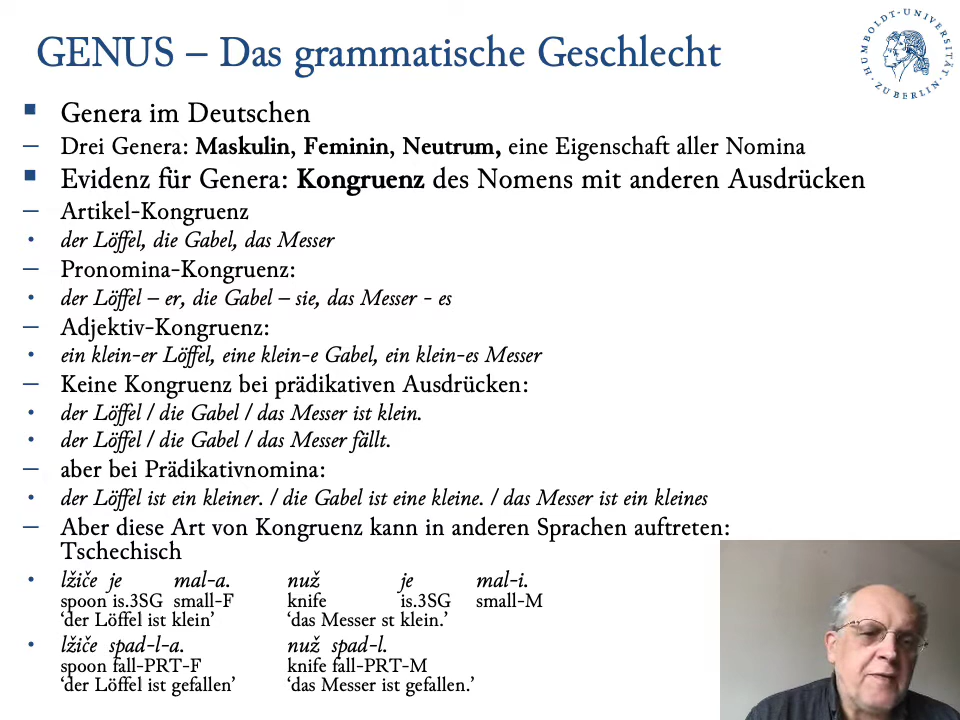 GENUS – Das grammatische Geschlecht
HUMBOLDT-UNIVERSITÄT ZU BERLIN
Genera im Deutschen
Drei Genera: Maskulin, Feminin, Neutrum, eine Eigenschaft aller Nomina
Evidenz für Genera: Kongruenz des Nomens mit anderen Ausdrücken
Artikel-Kongruenz
der Löffel, die Gabel, das Messer
Pronomina-Kongruenz:
der Löffel – er, die Gabel – sie, das Messer - es
Adjektiv-Kongruenz:
ein klein-er Löffel, eine klein-e Gabel, ein klein-es Messer
Keine Kongruenz bei prädikativen Ausdrücken:
der Löffel / die Gabel / das Messer ist klein.
der Löffel / die Gabel / das Messer fällt.
aber bei Prädikativnomina:
der Löffel ist ein kleiner. / die Gabel ist eine kleine. / das Messer ist ein kleines
Aber diese Art von Kongruenz kann in anderen Sprachen auftreten:
Tschechisch
lžiče je mal-a. nuž je mal-i.
spoon is.3SG small-F knife is.3SG small-M
‘der Löffel ist klein’ ‘das Messer st klein.’
lžiče spad-l-a. nuž spad-l.
spoon fall-PRT-F knife fall-PRT-M
‘der Löffel ist gefallen’ ‘das Messer ist gefallen.’